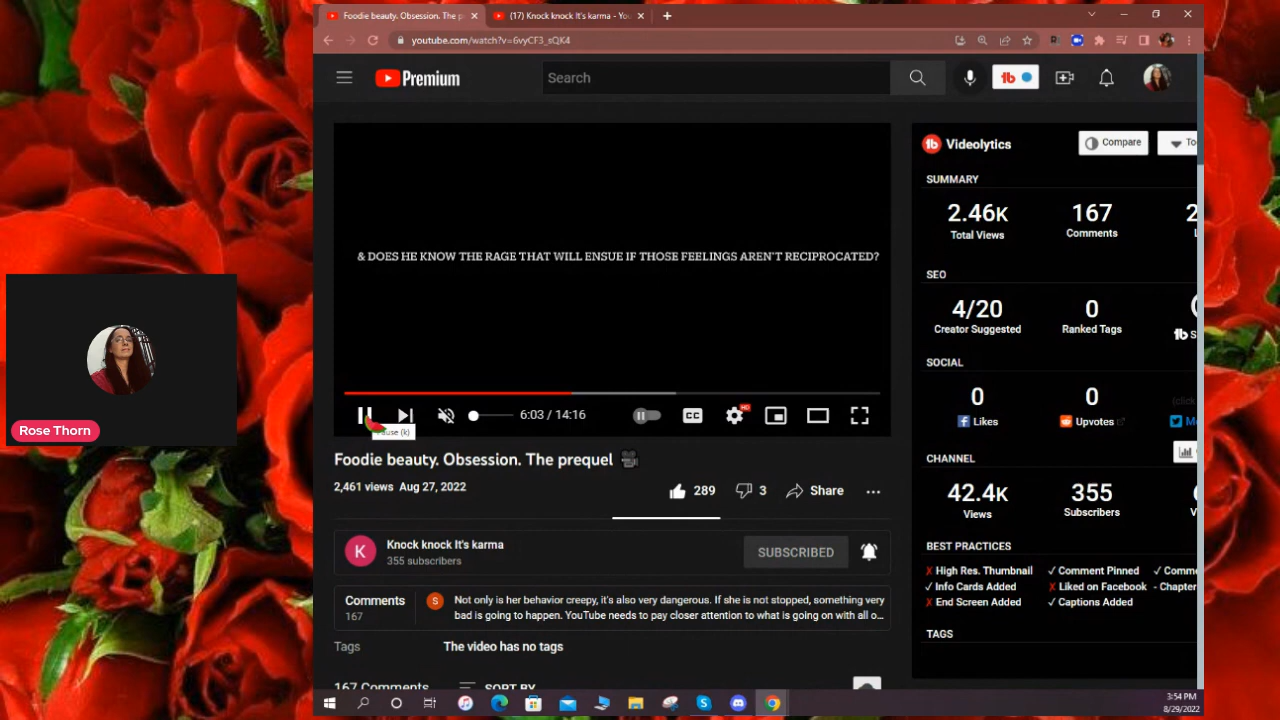 Foodie beauty. Obsession. The p
(17) Knock knock It's karma - You
youtube.com/watch?v=6vyCF3_sQK4
Premium
Search
Videolytics
Compare
To
SUMMARY
2.46K
167
Total Views
Comments
& DOES HE KNOW THE RAGE THAT WILL ENSUE IF THOSE FEELINGS AREN'T RECIPROCATED?
SEO
4/20
0
Creator Suggested
Ranked Tags
SOCIAL
0
0
Likes
Upvotes
6:03 / 14:16
CC
HD
Pause (k)
Rose Thorn
Foodie beauty. Obsession. The prequel
2,461 views Aug 27, 2022
289
3
Share
CHANNEL
42.4K
355
Views
Subscribers
K
Knock knock It's karma
355 subscribers
SUBSCRIBED
BEST PRACTICES
✗ High Res. Thumbnail
✓ Comment Pinned
✓ Comme
✓ Info Cards Added
✗ Liked on Facebook
- Chapter
✗ End Screen Added
✓ Captions Added
Comments
167
S
Not only is her behavior creepy, it's also very dangerous. If she is not stopped, something very
bad is going to happen. YouTube needs to pay closer attention to what is going on with all o...
TAGS
Tags
The video has no tags
167 Comments
SORT BY
3:54 PM
8/29/2022